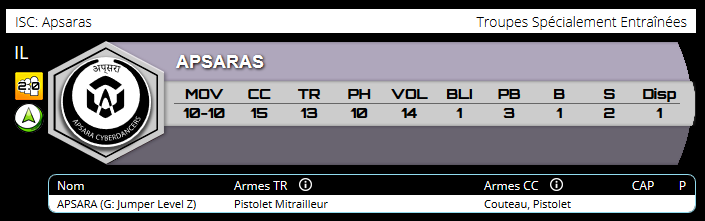 ISC: Apsaras Troupes Spécialement Entraînées
IL
अप्सरा
APSARA CYBERDANCERS
2.0
APSARAS
MOV CC TR PH VOL BLI PB B S Disp
10-10 15 13 10 14 1 3 1 2 1
Nom Armes TR Armes CC CAP P
APSARA (G: Jumper Level Z) Pistolet Mitrailleur Couteau, Pistolet